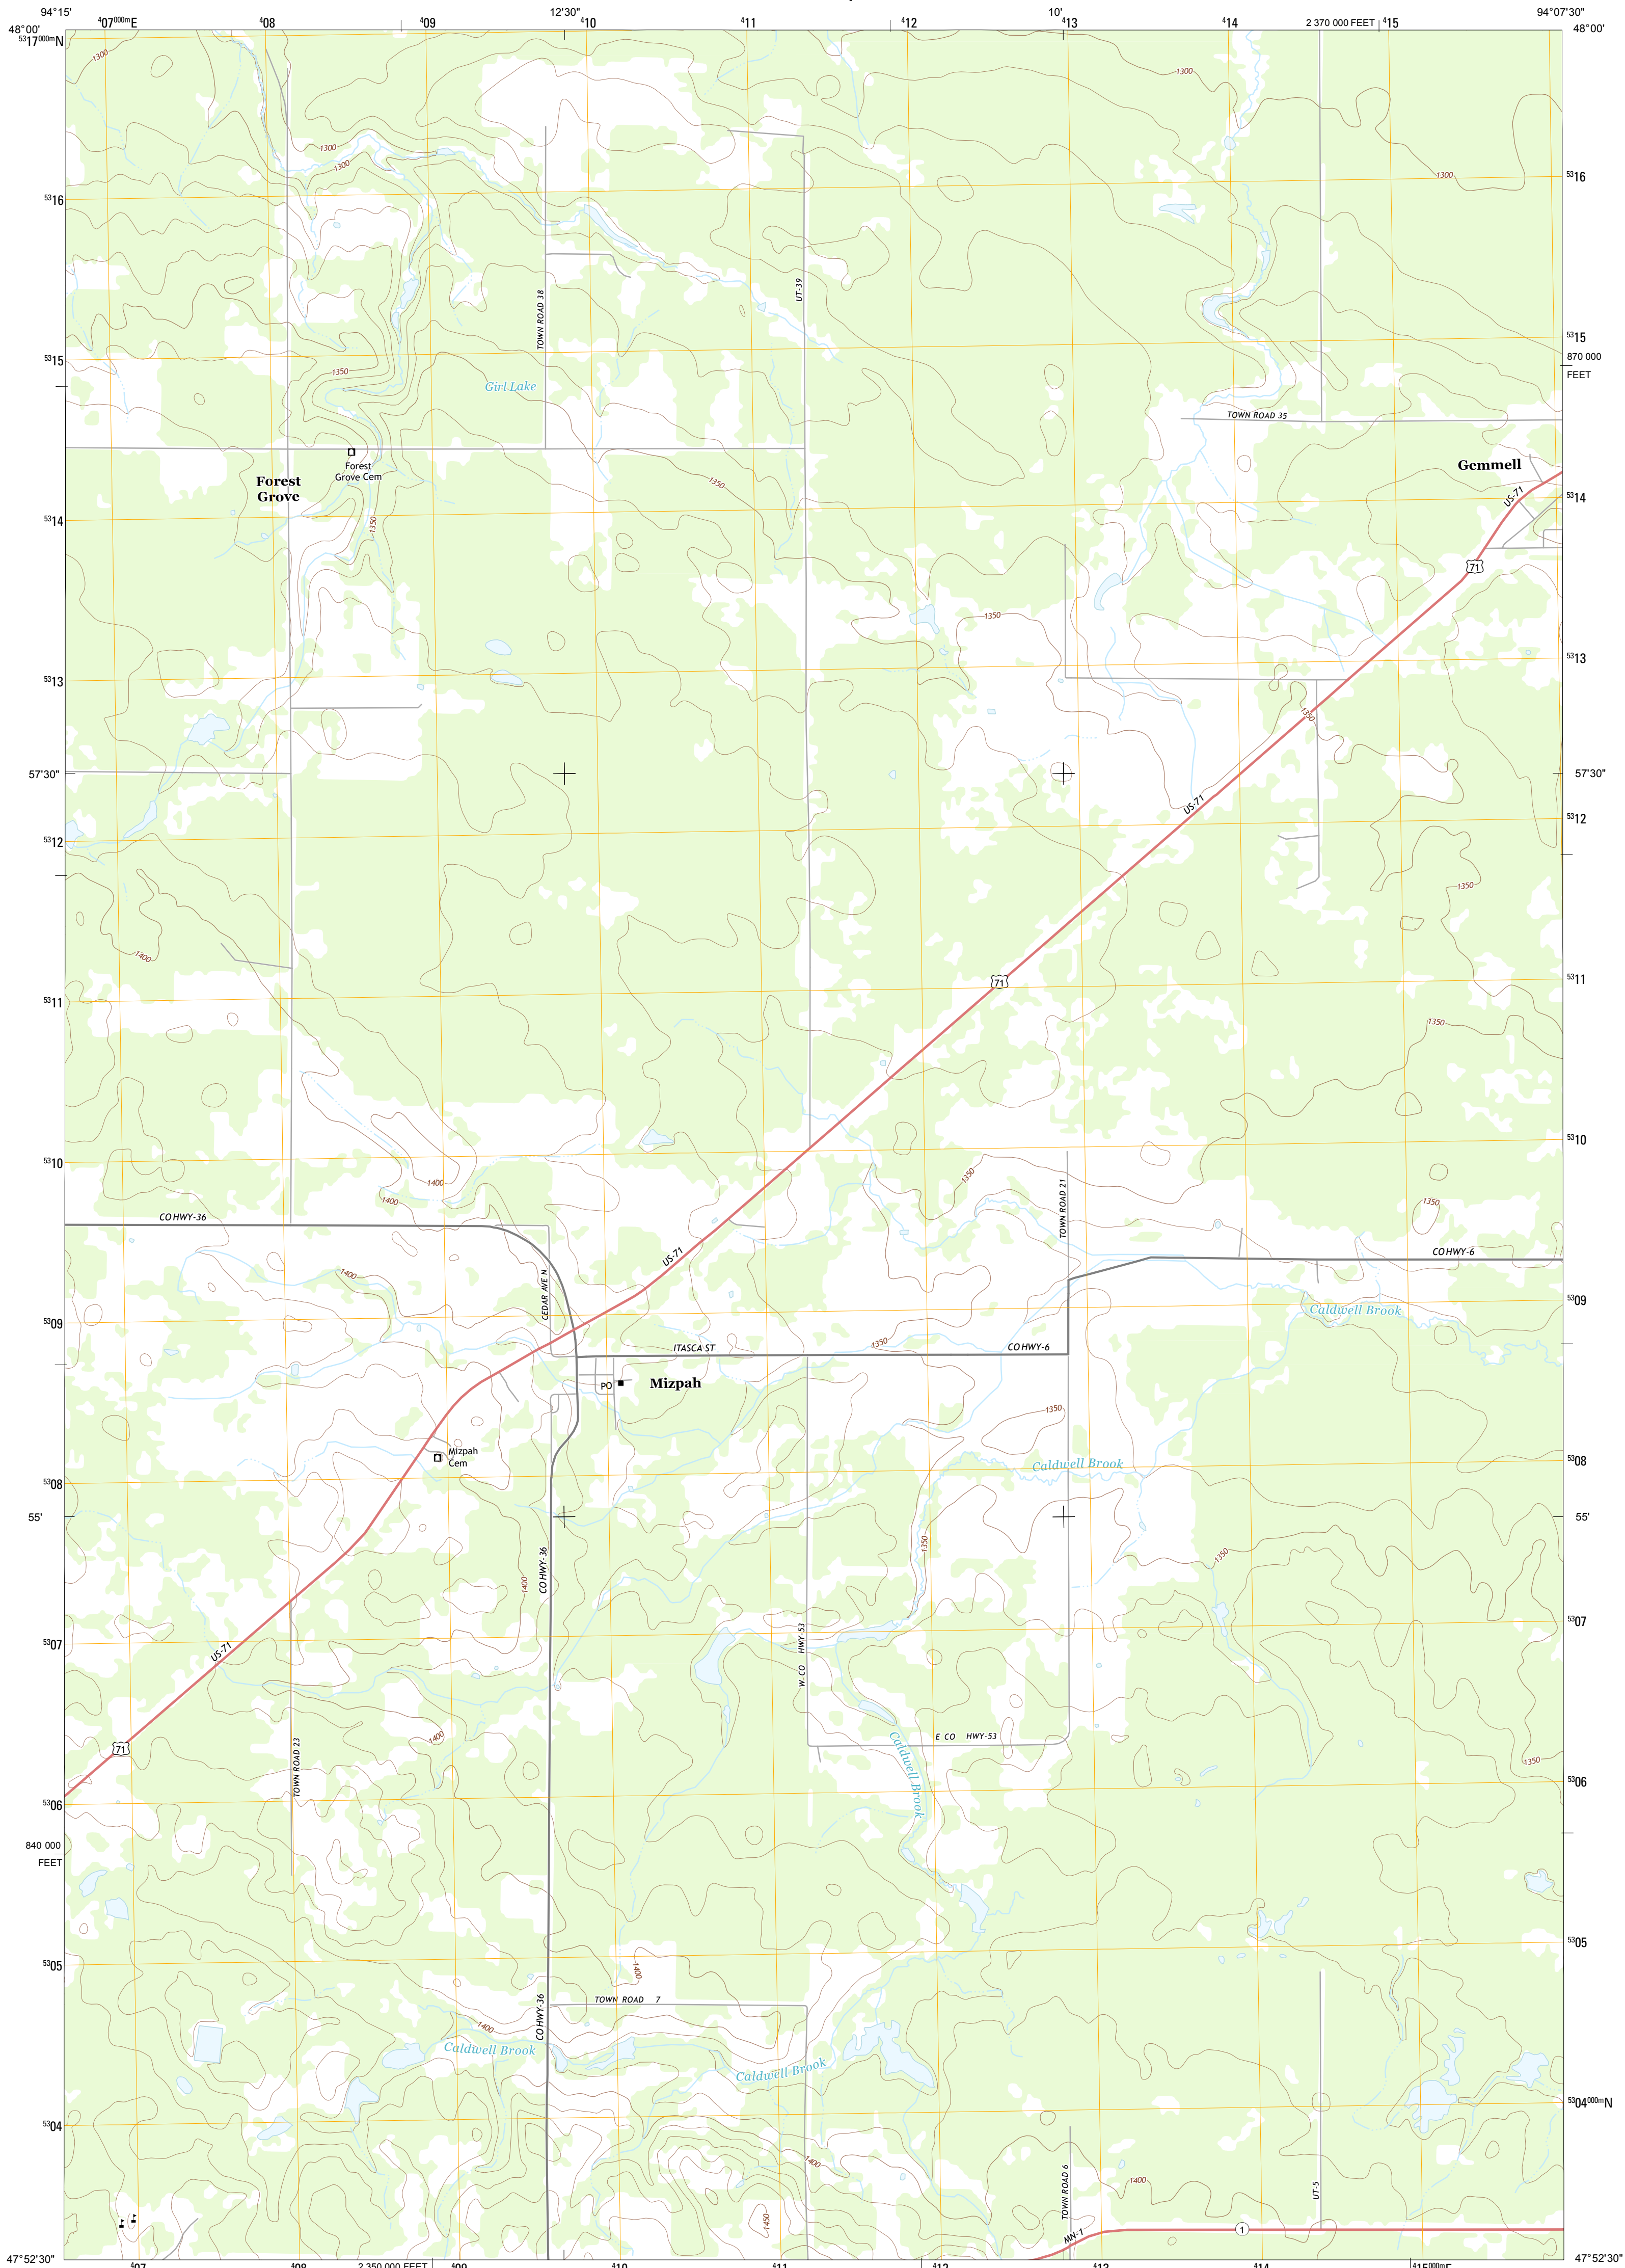 94°15'
407000mE
408
409
12'30"
410
411
412
10'
413
414
2 370 000 FEET
415
94°07'30"
48°00'
48°00'
5317000mN
1300
1300
1300
1300
1300
5316
5316
TOWN ROAD 38
UT-39
5315
5315
870 000
FEET
1350
Girl Lake
TOWN ROAD 35
Forest
Grove Cem
Forest
Grove
Gemmell
1350
US-71
5314
5314
1350
71
1350
5313
5313
1350
57'30"
57'30"
US-71
5312
5312
1350
1400
71
5311
5311
1350
5310
5310
1400
1400
1350
TOWN ROAD 21
1350
CO HWY-36
US-71
CO HWY-6
1400
CEDAR AVE N
5309
5309
Caldwell Brook
ITASCA ST
1350
CO HWY-6
PO
Mizpah
1350
Mizpah
Cem
Caldwell Brook
5308
5308
55'
55'
1350
1350
CO HWY-36
1400
5307
5307
US-71
W CO HWY-53
1400
E CO HWY-53
71
TOWN ROAD 23
Caldwell Brook
1350
5306
5306
840 000
FEET
5305
5305
1400
TOWN ROAD 7
CO HWY-36
1400
Caldwell Brook
Caldwell Brook
5304
5304000mN
1400
1400
TOWN ROAD 6
UT-5
1450
MN-1
1
47°52'30"
47°52'30"
407
408
2 350 000 FEET
409
410
411
412
413
414
415000mE